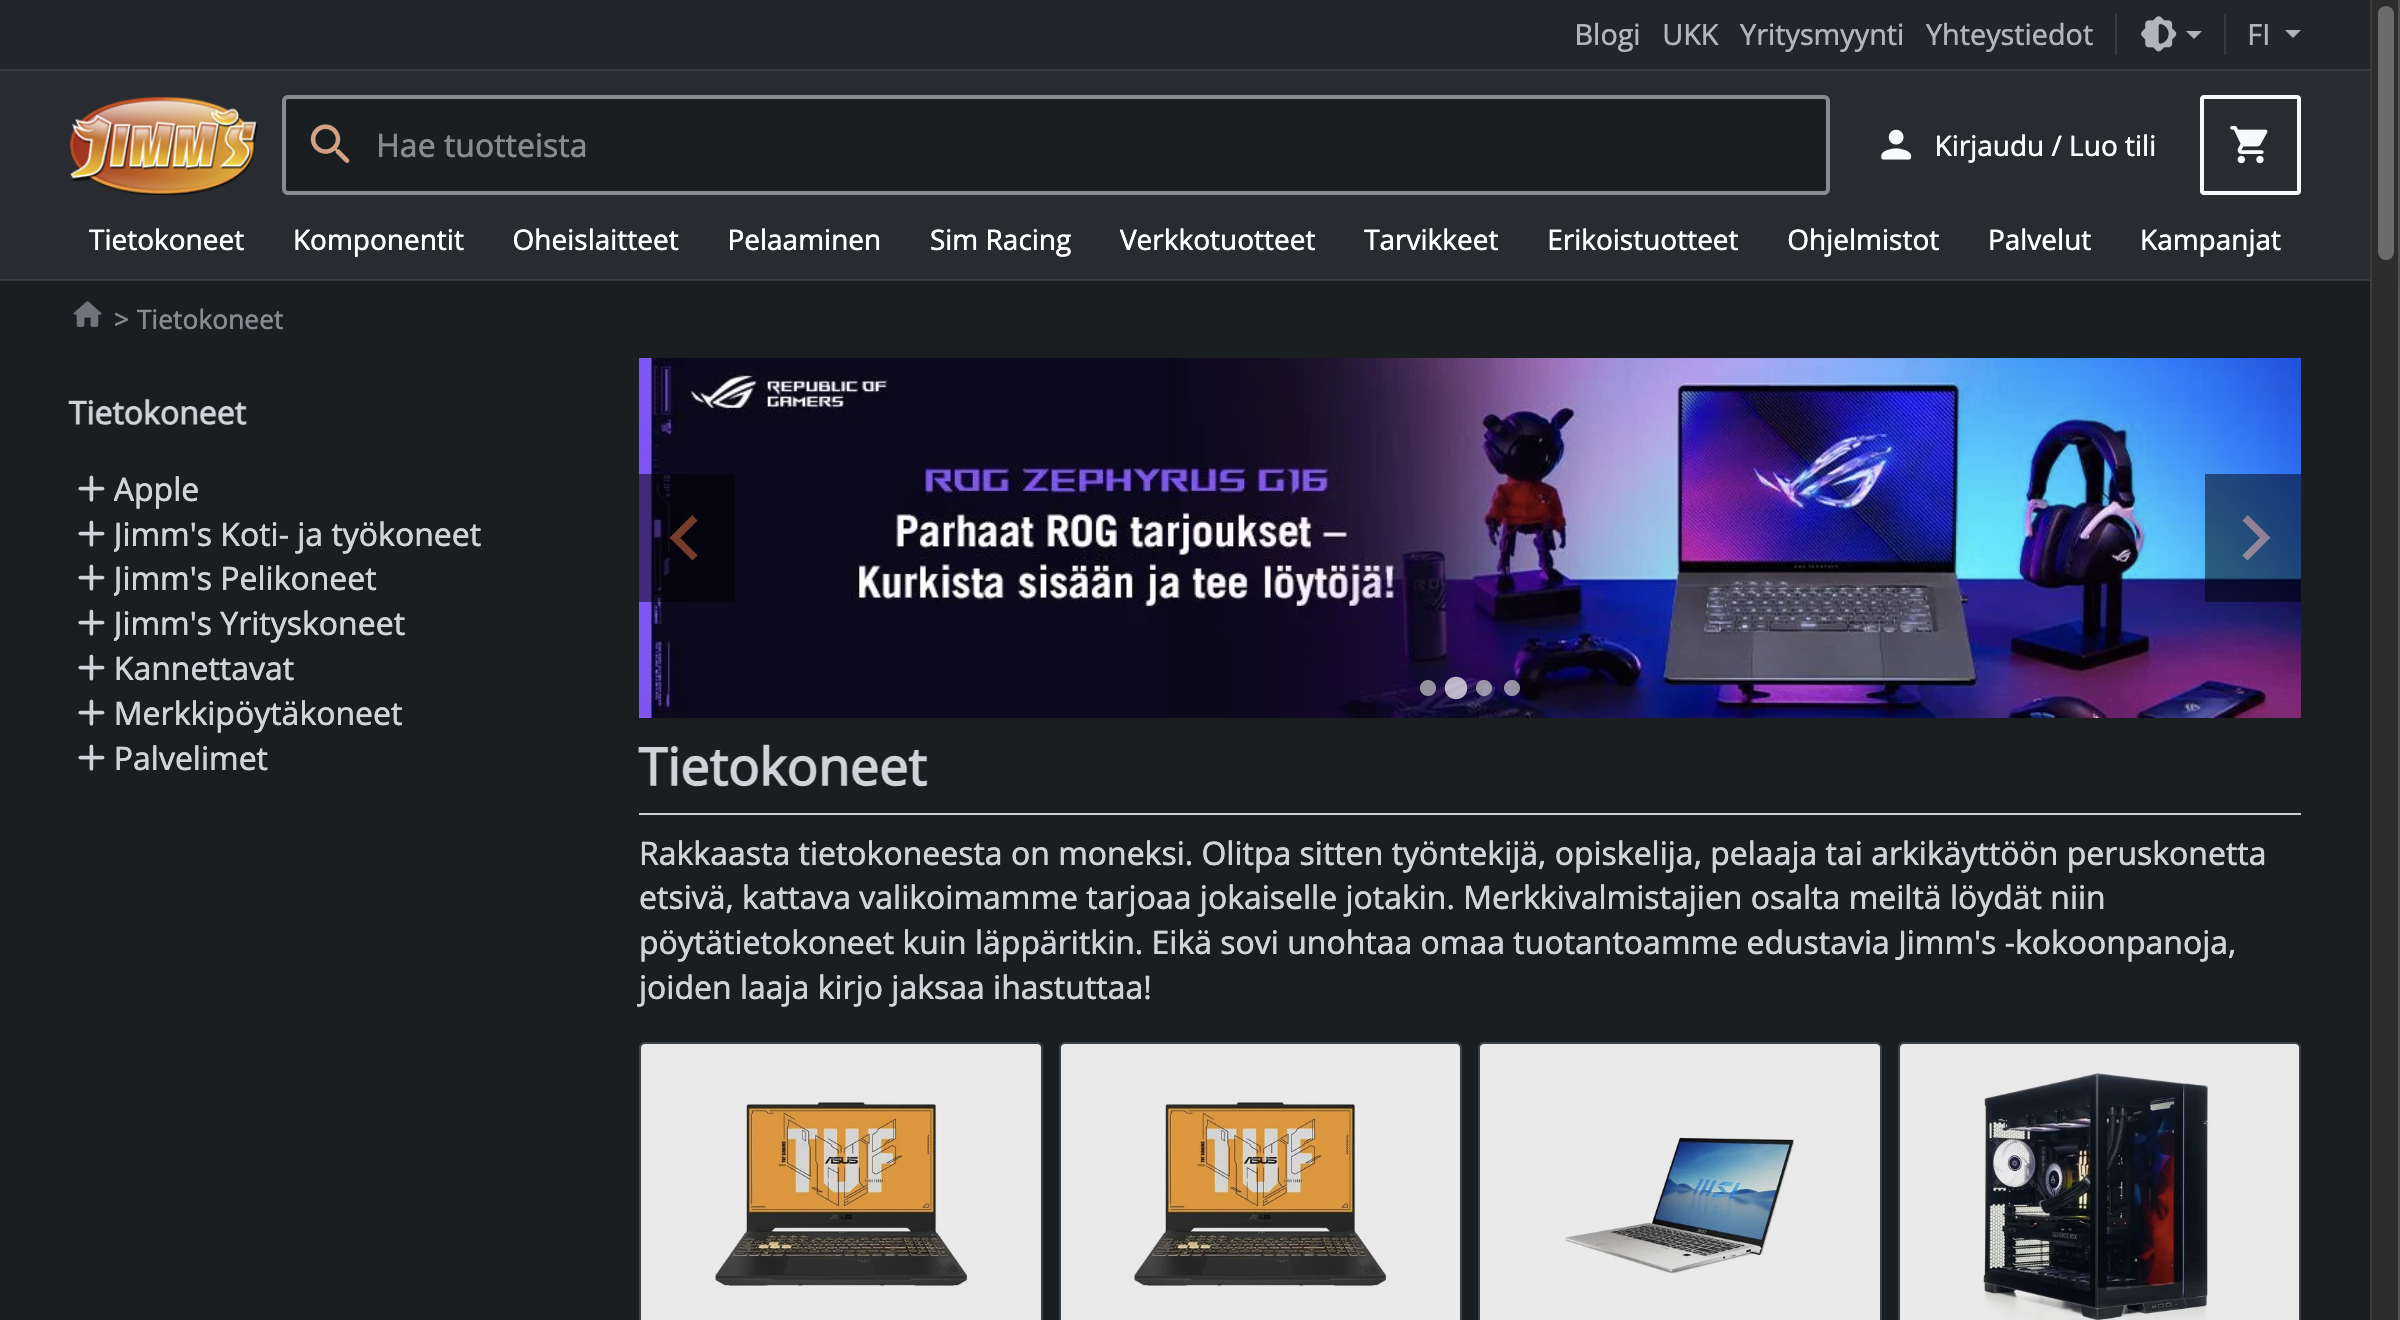 Blogi UKK Yritysmyynti Yhteystiedot FI
JIMM'S
Hae tuotteista
Kirjaudu / Luo tili
Tietokoneet Komponentit Oheislaitteet Pelaaminen Sim Racing Verkkotuotteet Tarvikkeet Erikoistuotteet Ohjelmistot Palvelut Kampanjat
> Tietokoneet
Tietokoneet
Apple
Jimm's Koti- ja työkoneet
Jimm's Pelikoneet
Jimm's Yrityskoneet
Kannettavat
Merkkipöytäkoneet
Palvelimet
REPUBLIC OF
GAMERS
ROG ZEPHYRUS G16
Parhaat ROG tarjoukset –
Kurkista sisään ja tee löytöjä!
Tietokoneet
Rakkaasta tietokoneesta on moneksi. Olitpa sitten työntekijä, opiskelija, pelaaja tai arkikäyttöön peruskonetta
etsivä, kattava valikoimamme tarjoaa jokaiselle jotakin. Merkkivalmistajien osalta meiltä löydät niin
pöytätietokoneet kuin läppäritkin. Eikä sovi unohtaa omaa tuotantoamme edustavia Jimm's -kokoonpanoja,
joiden laaja kirjo jaksaa ihastuttaa!
TUF
ASUS
TUF
ASUS
msi